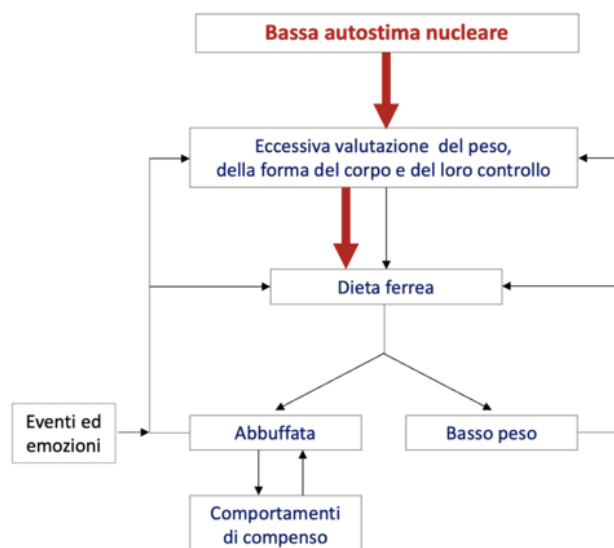 Bassa autostima nucleare
Eccessiva valutazione del peso,
della forma del corpo e del loro controllo
Dieta ferrea
Eventi ed
emozioni
Abbuffata
Basso peso
Comportamenti
di compenso